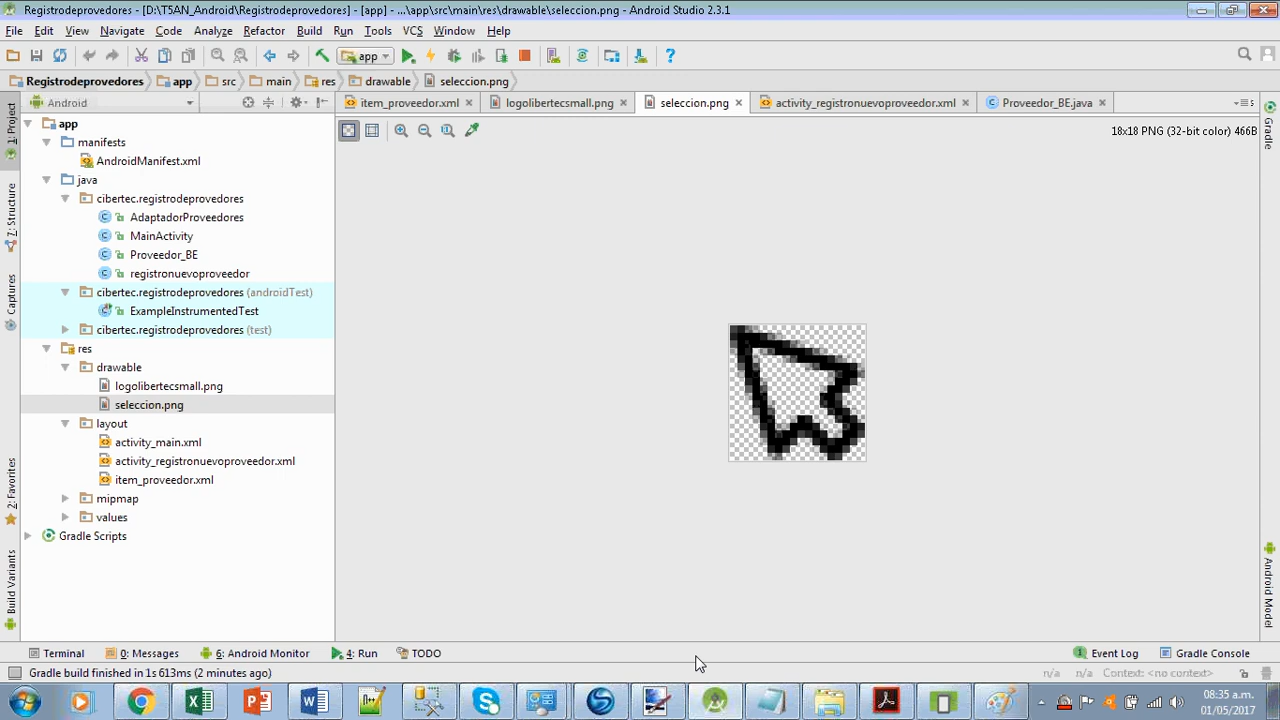 Registrodeprovedores - [D:\T5AN_Android\Registrodeprovedores] - [app] - ...\app\src\main\res\drawable\seleccion.png - Android Studio 2.3.1
File Edit View Navigate Code Analyze Refactor Build Run Tools VCS Window Help
app
Registrodeprovedores app src main res drawable seleccion.png
Android
item_proveedor.xml logolibertecsmall.png seleccion.png activity_registronuevoproveedor.xml Proveedor_BE.java
18x18 PNG (32-bit color) 466B
1: Project
7: Structure
Captures
2: Favorites
Build Variants
app
manifests
AndroidManifest.xml
java
cibertec.registrodeprovedores
AdaptadorProveedores
MainActivity
Proveedor_BE
registronuevoproveedor
cibertec.registrodeprovedores (androidTest)
ExampleInstrumentedTest
cibertec.registrodeprovedores (test)
res
drawable
logolibertecsmall.png
seleccion.png
layout
activity_main.xml
activity_registronuevoproveedor.xml
item_proveedor.xml
mipmap
values
Gradle Scripts
Gradle
Android Model
Terminal 0: Messages 6: Android Monitor 4: Run TODO Event Log Gradle Console
Gradle build finished in 1s 613ms (2 minutes ago) n/a n/a Context: <no context>
08:35 a.m.
01/05/2017